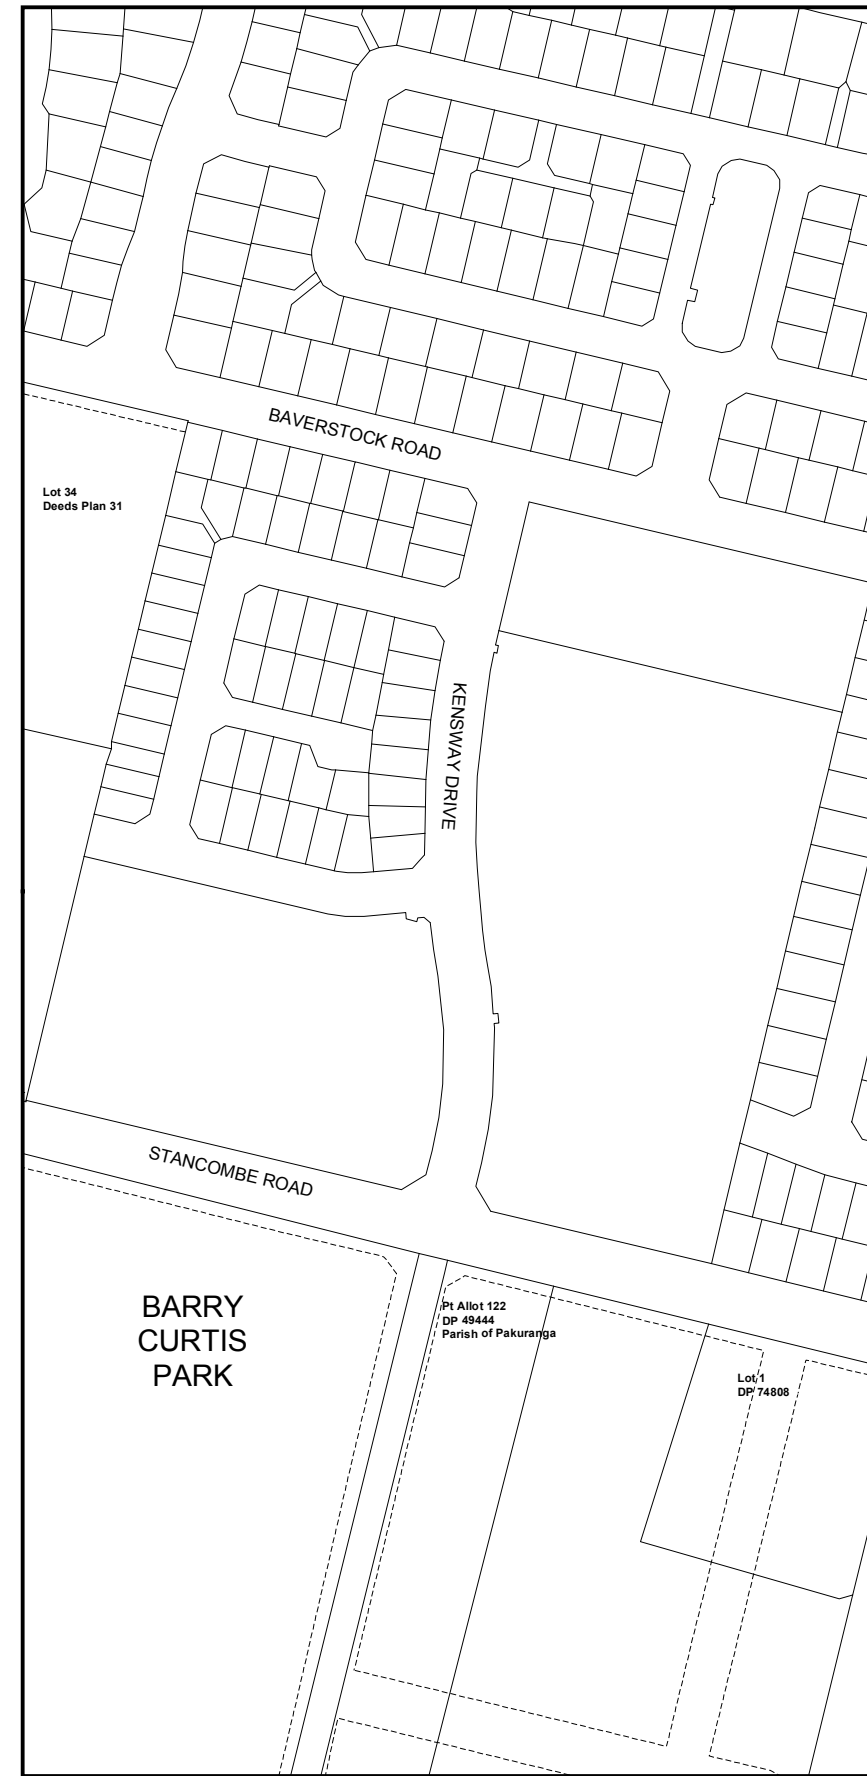 BAVERSTOCK ROAD
Lot 34
Deeds Plan 31
KENSWAY DRIVE
STANCOMBE ROAD
BARRY
CURTIS
PARK
Pt Allot 122
DP 49444
Parish of Pakuranga
Lot 1
DP 74808